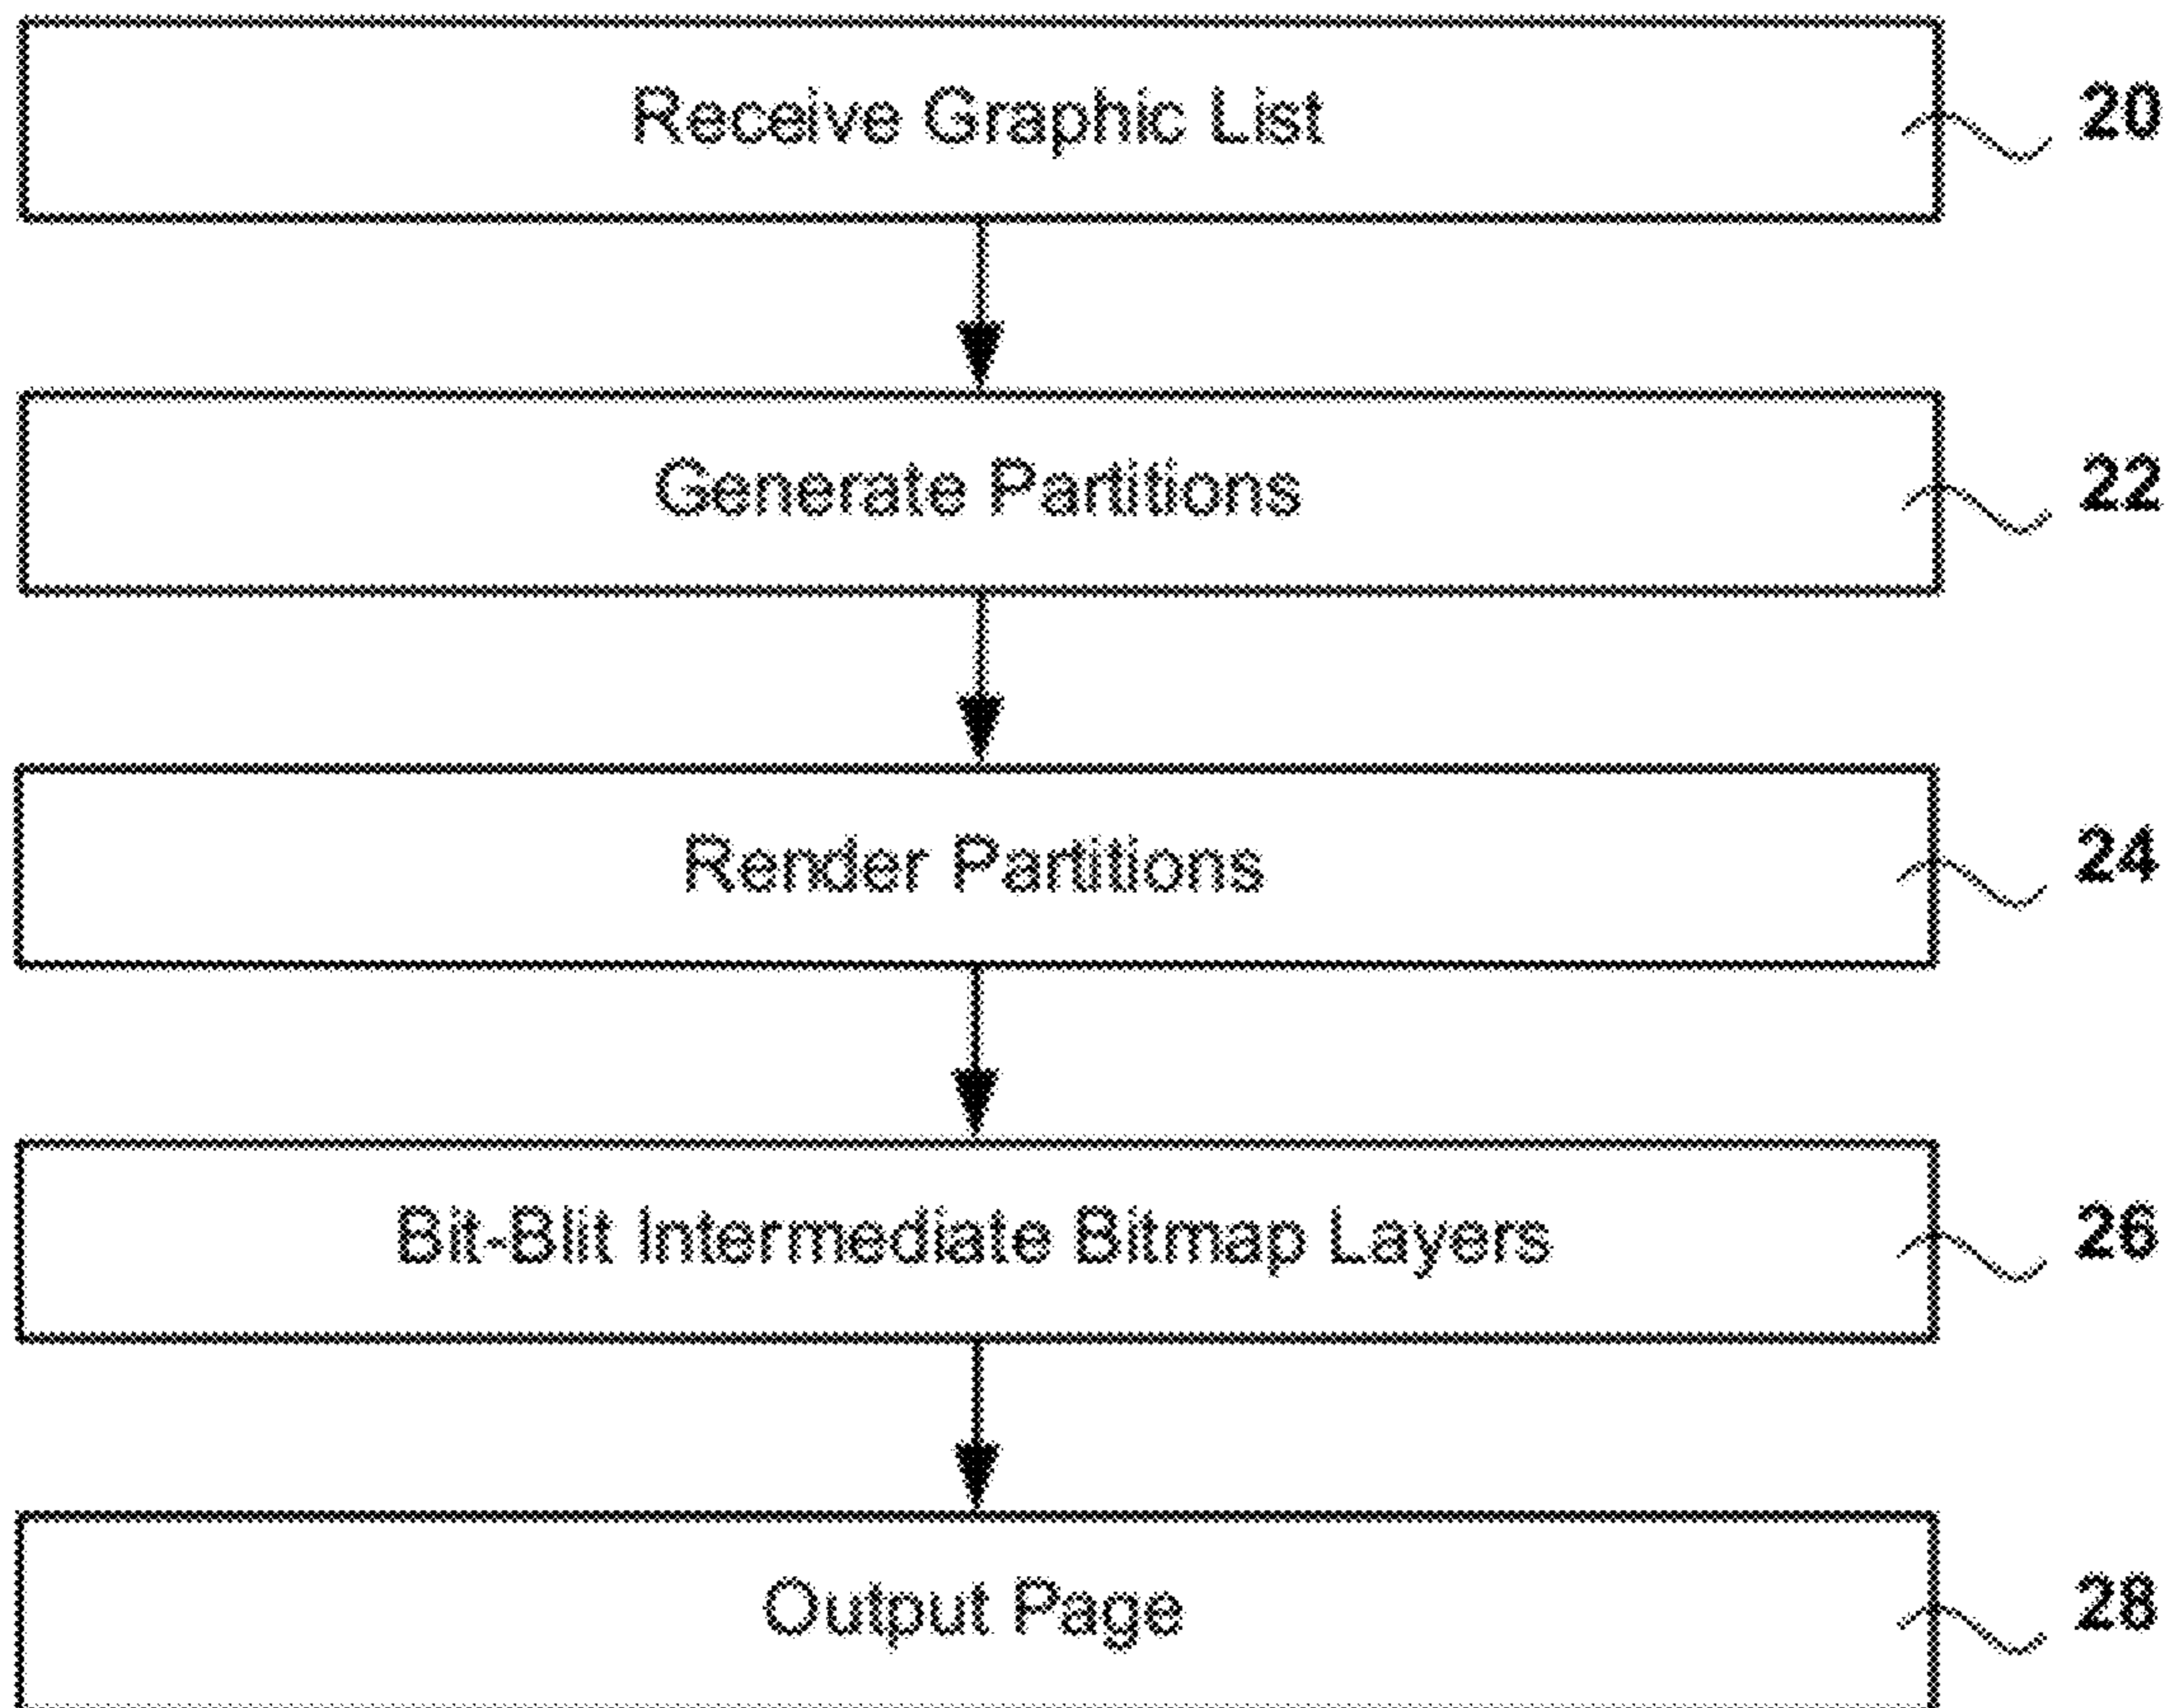 Receive Graphic List 20
Generate Partitions 22
Render Partitions 24
Bit-Blit Intermediate Bitmap Layers 26
Output Page 28